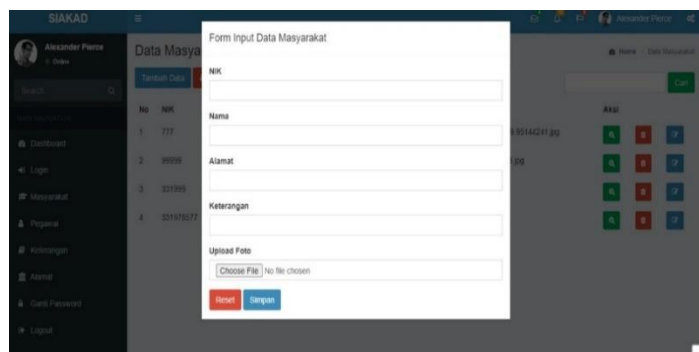 SIAKAD
Alexander Pierce
Alexander Pierce
Online
Data Masya
Home
Data Masyarakat
Search...
Tambah Data
Cari
Form Input Data Masyarakat
NIK
Nama
Alamat
Keterangan
Upload Foto
Choose File No file chosen
Reset Simpan
No NIK
Aksi
1 777
2 99999
3 331999
Dashboard
Login
Masyarakat
Pegawai
Keterangan
Alamat
Ganti Password
Logout